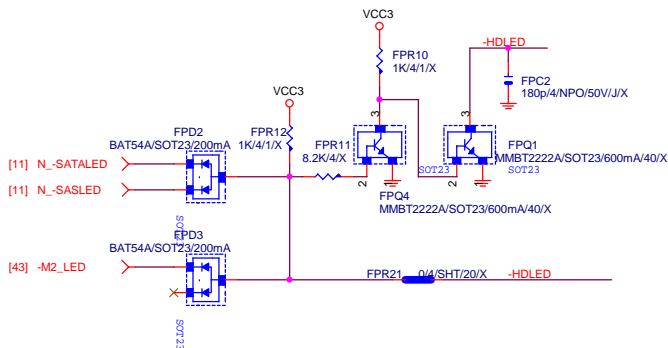 VCC3
-HDLED
FPR10
1K/4/1/X
FPC2
180p/4/NPO/50V/J/X
VCC3
3
3
FPD2
BAT54A/SOT23/200mA
FPR12
1K/4/1/X
FPR11
8.2K/4/X
FPQ1
MMBT2222A/SOT23/600mA/40/X
SOT23
SOT23
[11] N_-SATALED
[11] N_-SASLED
2
1
2
1
FPQ4
MMBT2222A/SOT23/600mA/40/X
SOT23
FPD3
BAT54A/SOT23/200mA
[43] -M2_LED
FPR21
0/4/SHT/20/X
-HDLED
SOT23